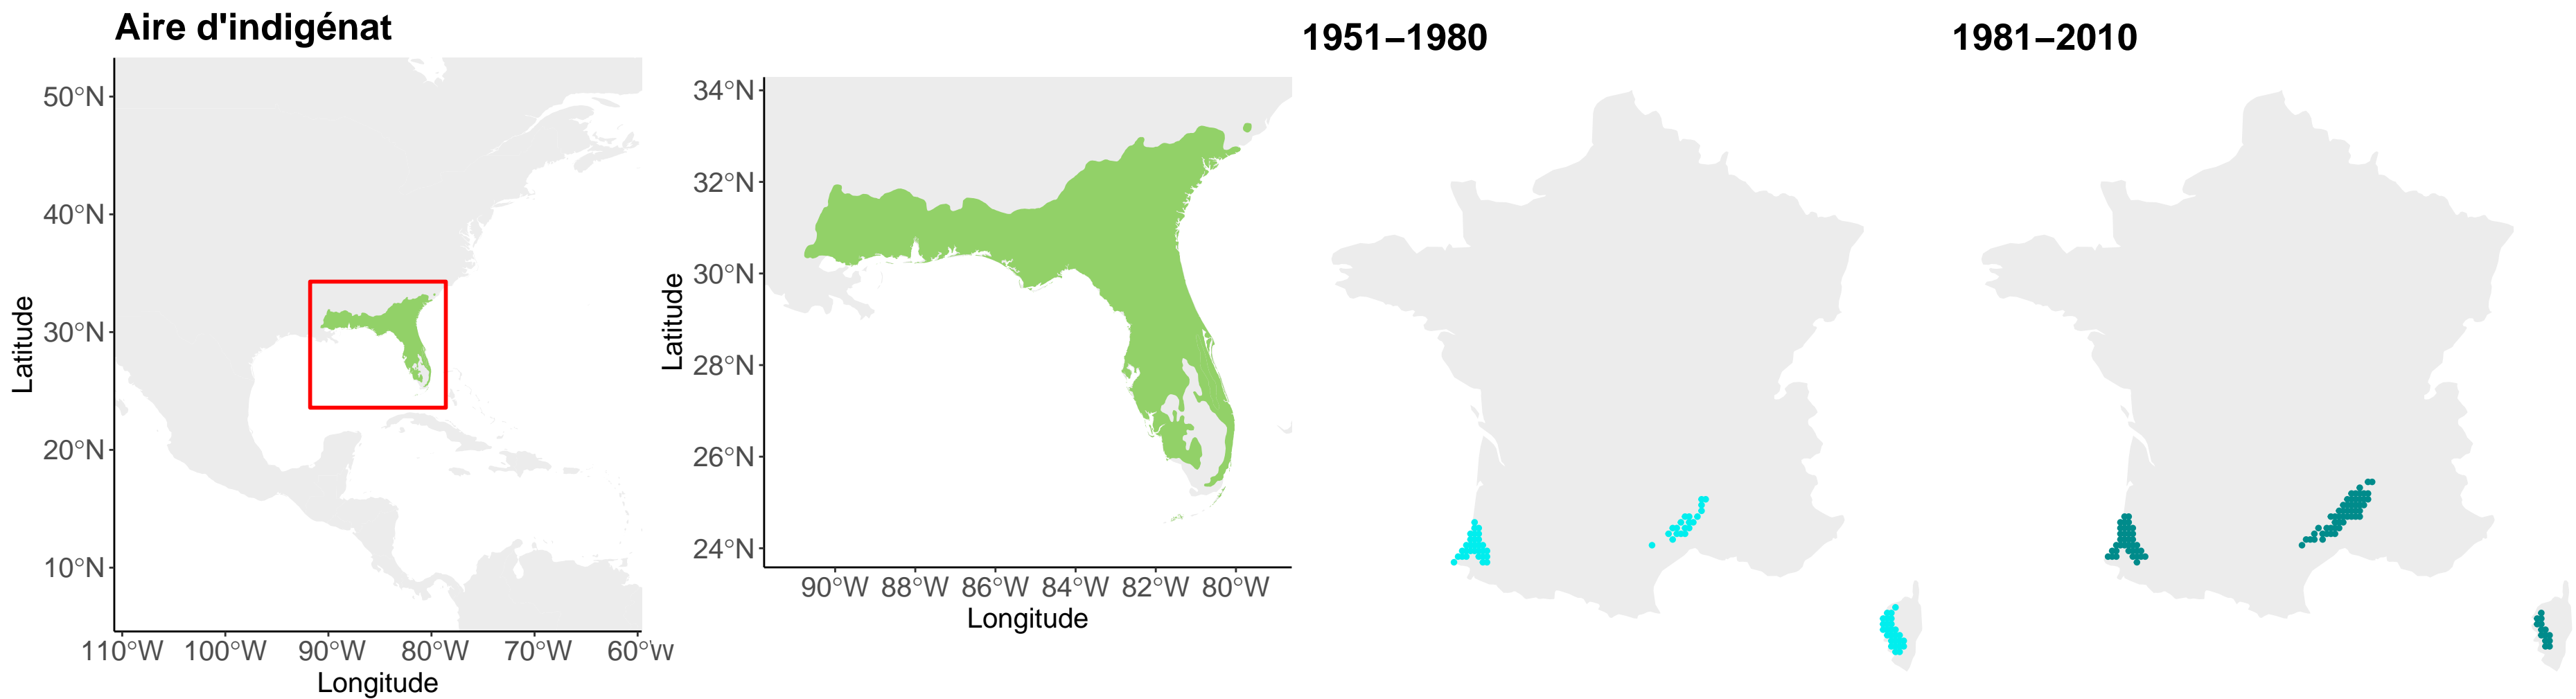 Aire d'indigénat
1951–1980
1981–2010
50°N
40°N
30°N
20°N
10°N
Latitude
110°W 100°W 90°W 80°W 70°W 60°W
Longitude
34°N
32°N
30°N
28°N
26°N
24°N
Latitude
90°W 88°W 86°W 84°W 82°W 80°W
Longitude